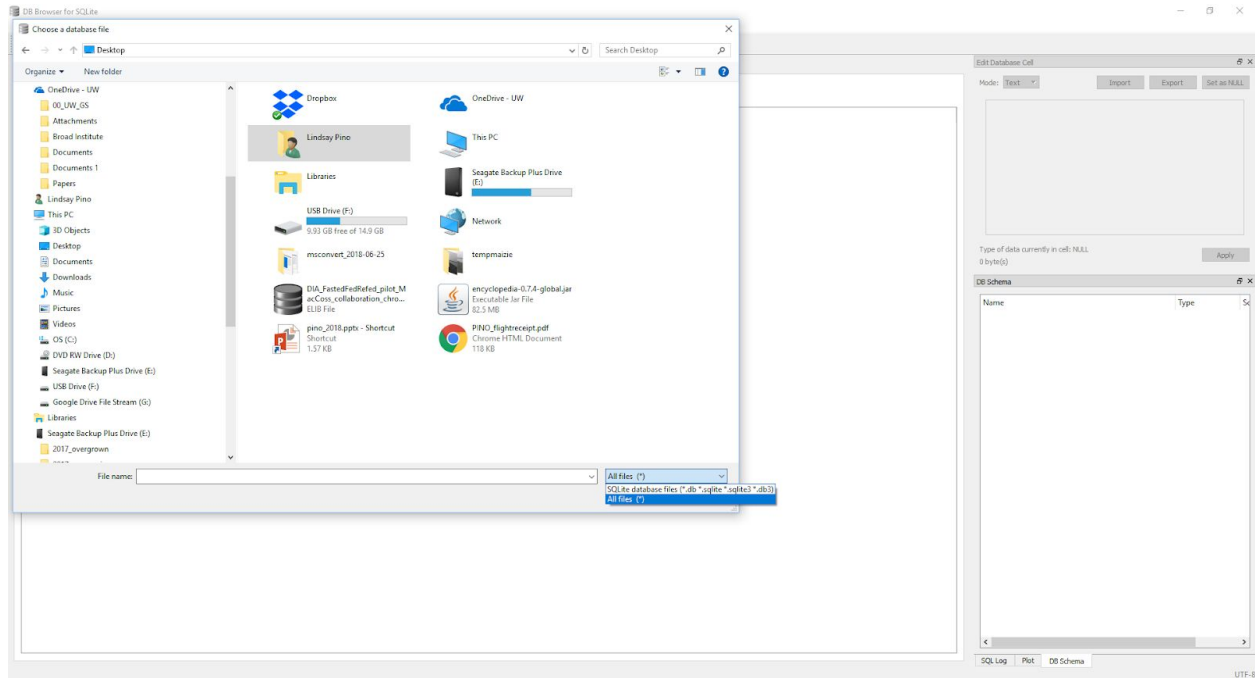 DB Browser for SQLite
Choose a database file
Desktop
Search Desktop
Organize
New folder
OneDrive - UW
00_UW_GS
Attachments
Broad Institute
Documents
Documents 1
Papers
Lindsay Pino
This PC
3D Objects
Desktop
Documents
Downloads
Music
Pictures
Videos
OS (C:)
DVD RW Drive (D:)
Seagate Backup Plus Drive (E:)
USB Drive (F:)
Google Drive File Stream (G:)
Libraries
Seagate Backup Plus Drive (E:)
2017_overgrown
Dropbox
OneDrive - UW
Lindsay Pino
This PC
Libraries
Seagate Backup Plus Drive
(E:)
USB Drive (F:)
9.93 GB free of 14.9 GB
Network
msconvert_2018-06-25
tempmaizie
DIA_FastedFedRefed_pilot_M
acCoss_collaboration_chro...
ELIB File
encyclopedia-0.7.4-global.jar
Executable Jar File
82.5 MB
pino_2018.pptx - Shortcut
Shortcut
1.57 KB
PINO_flightreceipt.pdf
Chrome HTML Document
118 KB
File name:
All files (*)
SQLite database files (*.db *.sqlite *.sqlite3 *.db3)
All files (*)
Edit Database Cell
Mode: Text
Import
Export
Set as NULL
Type of data currently in cell: NULL
0 byte(s)
Apply
DB Schema
Name
Type
SQL Log
Plot
DB Schema
UTF-8